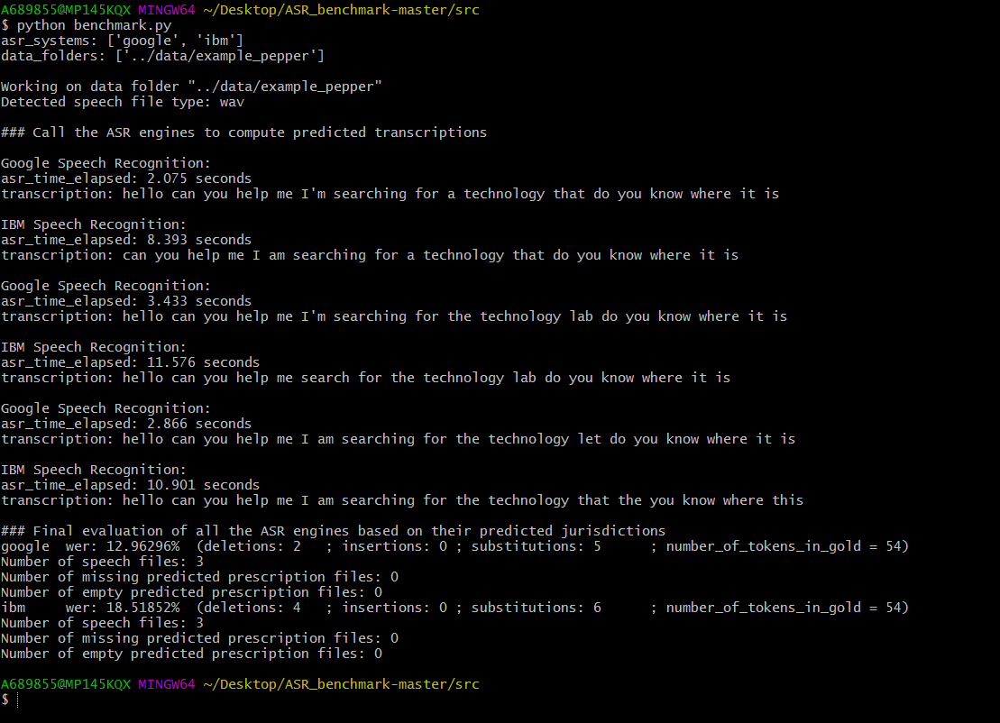 A689855@MP145KQX MINGW64 ~/Desktop/ASR_benchmark-master/src
$ python benchmark.py
asr_systems: ['google', 'ibm']
data_folders: ['../data/example_pepper']
Working on data folder "../data/example_pepper"
Detected speech file type: wav
### Call the ASR engines to compute predicted transcriptions
Google Speech Recognition:
asr_time_elapsed: 2.075 seconds
transcription: hello can you help me I'm searching for a technology that do you know where it is
IBM Speech Recognition:
asr_time_elapsed: 8.393 seconds
transcription: can you help me I am searching for a technology that do you know where it is
Google Speech Recognition:
asr_time_elapsed: 3.433 seconds
transcription: hello can you help me I'm searching for the technology lab do you know where it is
IBM Speech Recognition:
asr_time_elapsed: 11.576 seconds
transcription: hello can you help me search for the technology lab do you know where it is
Google Speech Recognition:
asr_time_elapsed: 2.866 seconds
transcription: hello can you help me I am searching for the technology let do you know where it is
IBM Speech Recognition:
asr_time_elapsed: 10.901 seconds
transcription: hello can you help me I am searching for the technology that the you know where this
### Final evaluation of all the ASR engines based on their predicted jurisdictions
google  wer: 12.96296%  (deletions: 2   ; insertions: 0 ; substitutions: 5      ; number_of_tokens_in_gold = 54)
Number of speech files: 3
Number of missing predicted prescription files: 0
Number of empty predicted prescription files: 0
ibm     wer: 18.51852%  (deletions: 4   ; insertions: 0 ; substitutions: 6      ; number_of_tokens_in_gold = 54)
Number of speech files: 3
Number of missing predicted prescription files: 0
Number of empty predicted prescription files: 0
A689855@MP145KQX MINGW64 ~/Desktop/ASR_benchmark-master/src
$